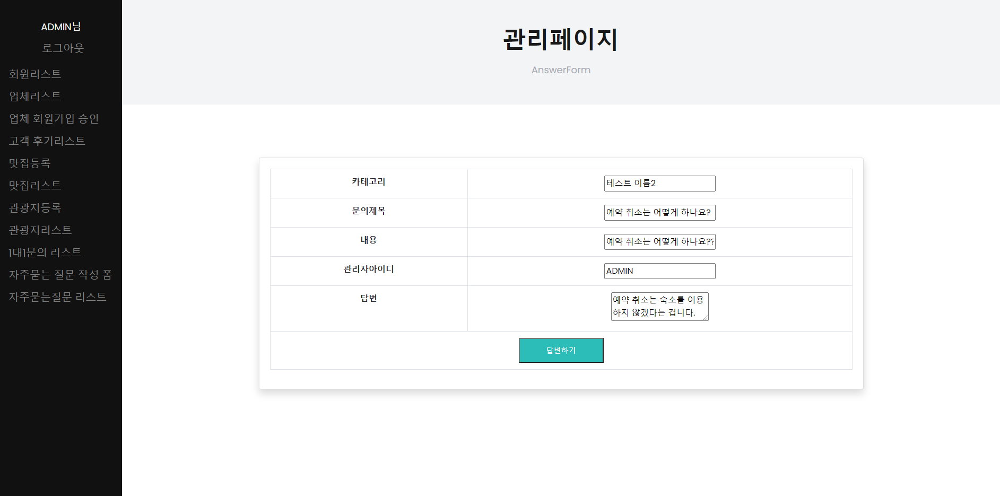 ADMIN님
로그아웃
회원리스트
업체리스트
업체 회원가입 승인
고객 후기리스트
맛집등록
맛집리스트
관광지등록
관광지리스트
1대1문의 리스트
자주묻는 질문 작성 폼
자주묻는질문 리스트
관리페이지
AnswerForm
카테고리
테스트 이름2
문의제목
예약 취소는 어떻게 하나요?
내용
예약 취소는 어떻게 하나요??
관리자아이디
ADMIN
답변
예약 취소는 숙소를 이용
하지 않겠다는 겁니다.
답변하기